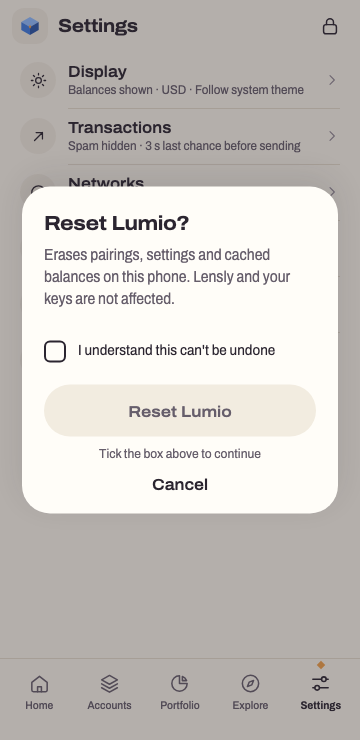 Settings
Display
Balances shown · USD · Follow system theme
Transactions
Spam hidden · 3 s last chance before sending
Networks
Reset Lumio?
Erases pairings, settings and cached
balances on this phone. Lensly and your
keys are not affected.
I understand this can't be undone
Reset Lumio
Tick the box above to continue
Cancel
Home
Accounts
Portfolio
Explore
Settings